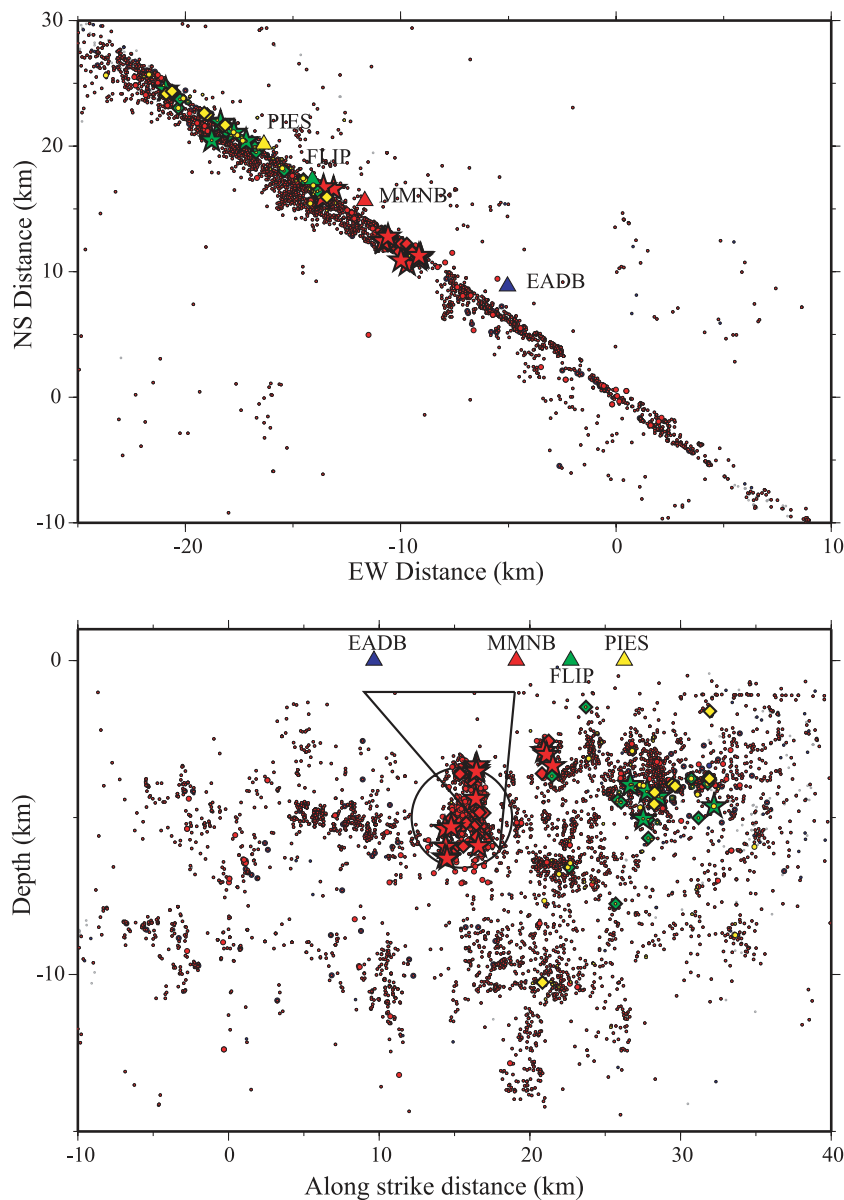 30
20
10
0
-10
NS Distance (km)
PIES
FLIP
MMNB
EADB
-20
-10
0
10
EW Distance (km)
EADB
MMNB
PIES
FLIP
0
-10
Depth (km)
-10
0
10
20
30
40
Along strike distance (km)